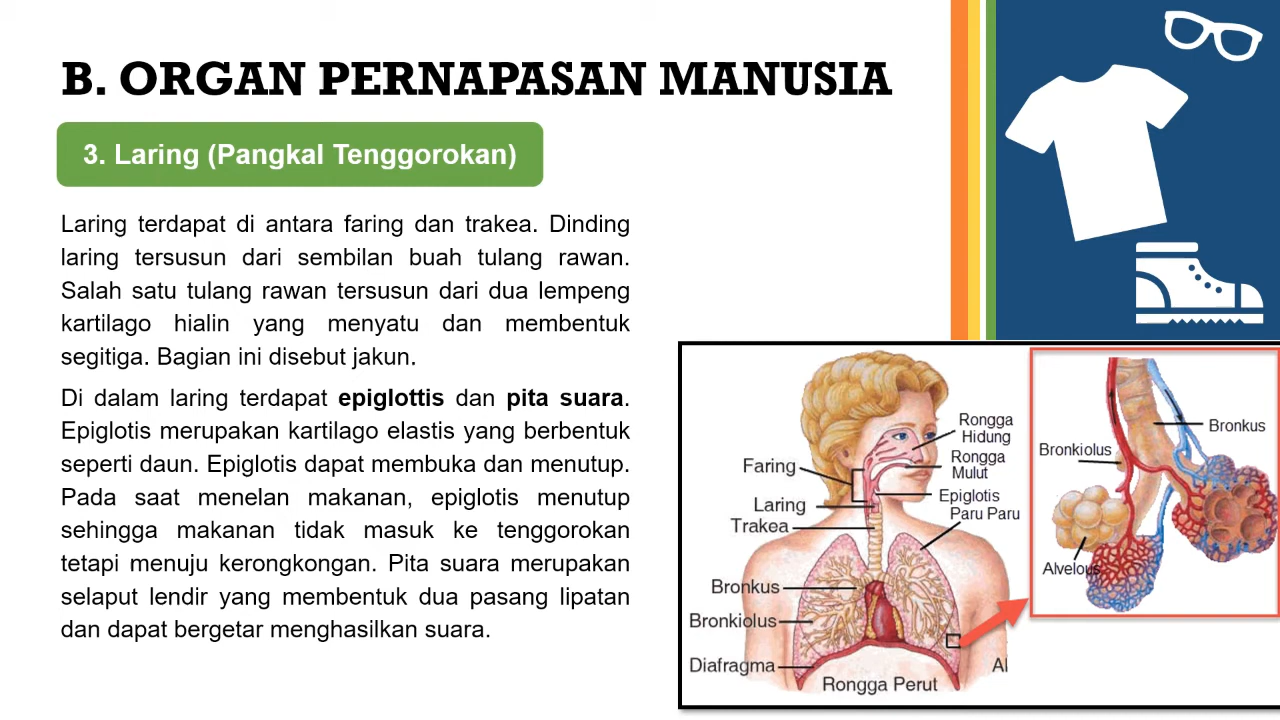 B. ORGAN PERNAPASAN MANUSIA
3. Laring (Pangkal Tenggorokan)
Laring terdapat di antara faring dan trakea. Dinding
laring tersusun dari sembilan buah tulang rawan.
Salah satu tulang rawan tersusun dari dua lempeng
kartilago hialin yang menyatu dan membentuk
segitiga. Bagian ini disebut jakun.
Di dalam laring terdapat epiglottis dan pita suara.
Epiglotis merupakan kartilago elastis yang berbentuk
seperti daun. Epiglotis dapat membuka dan menutup.
Pada saat menelan makanan, epiglotis menutup
sehingga makanan tidak masuk ke tenggorokan
tetapi menuju kerongkongan. Pita suara merupakan
selaput lendir yang membentuk dua pasang lipatan
dan dapat bergetar menghasilkan suara.
Rongga
Hidung
Rongga
Mulut
Epiglotis
Paru Paru
Faring
Laring
Trakea
Bronkus
Bronkiolus
Diafragma
Rongga Perut
Al
Bronkus
Bronkiolus
Alvelous